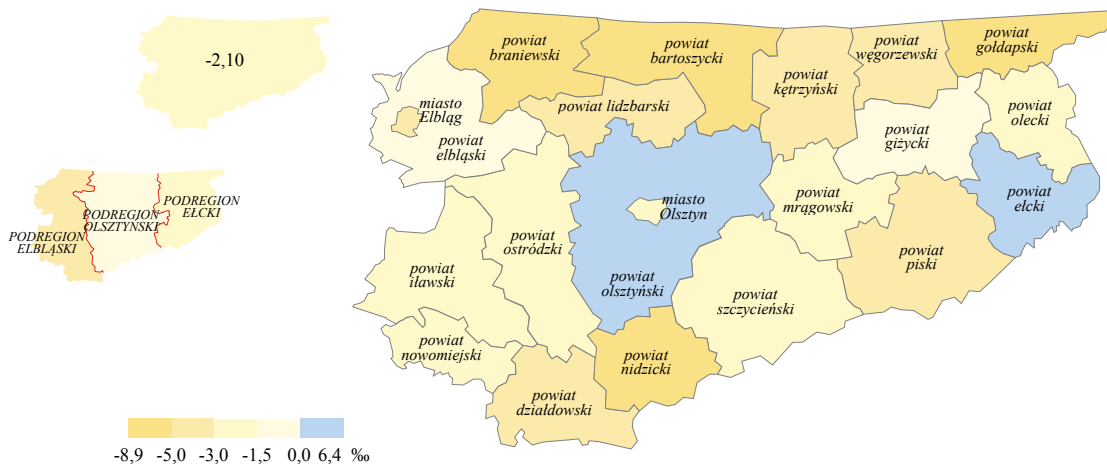 -2,10
PODREGION
ELBLĄSKI
PODREGION
OLSZTYŃSKI
PODREGION
EŁCKI
powiat
braniewski
powiat
bartoszycki
powiat
kętrzyński
powiat
węgorzewski
powiat
gołdapski
miasto
Elbląg
powiat
elbląski
powiat lidzbarski
powiat
giżycki
powiat
olecki
powiat
ełcki
miasto
Olsztyn
powiat
mrągowski
powiat
ostródzki
powiat
iławski
powiat
olsztyński
powiat
piski
powiat
szczycieński
powiat
nowomiejski
powiat
nidzicki
powiat
działdowski
-8,9 -5,0 -3,0 -1,5 0,0 6,4 ‰